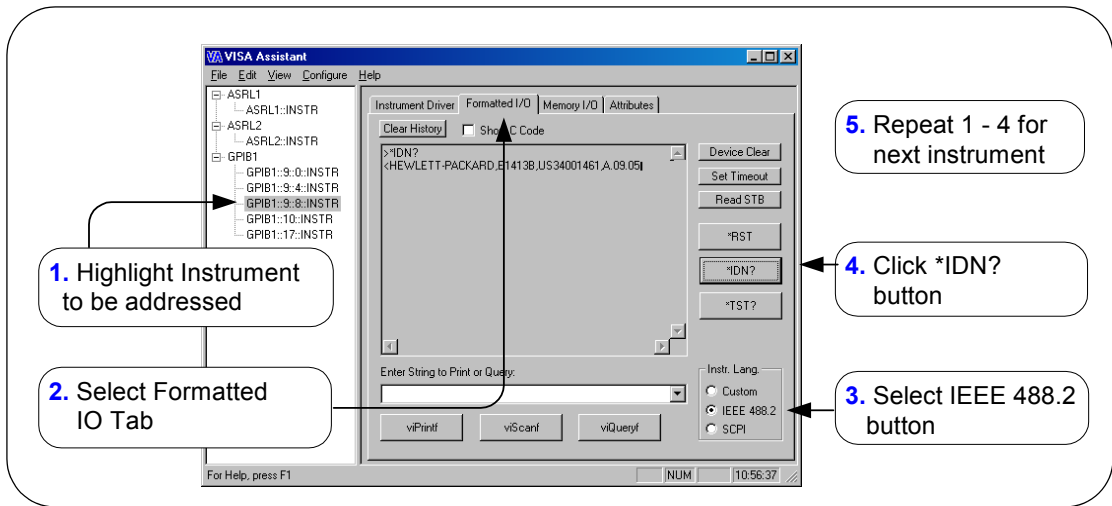 VISA Assistant
File Edit View Configure Help
ASRL1
ASRL1::INSTR
ASRL2
ASRL2::INSTR
GPIB1
GPIB1::9::0::INSTR
GPIB1::9::4::INSTR
GPIB1::9::8::INSTR
GPIB1::10::INSTR
GPIB1::17::INSTR
Instrument Driver Formatted I/O Memory I/O Attributes
Clear History Show C Code
>*IDN?
<HEWLETT-PACKARD,E1413B,US34001461,A.09.05
Device Clear
Set Timeout
Read STB
*RST
*IDN?
*TST?
Enter String to Print or Query:
viPrintf viScanf viQueryf
Instr. Lang.
Custom
IEEE 488.2
SCPI
For Help, press F1
NUM
10:56:37
1. Highlight Instrument
to be addressed
2. Select Formatted
IO Tab
3. Select IEEE 488.2
button
4. Click *IDN?
button
5. Repeat 1 - 4 for
next instrument